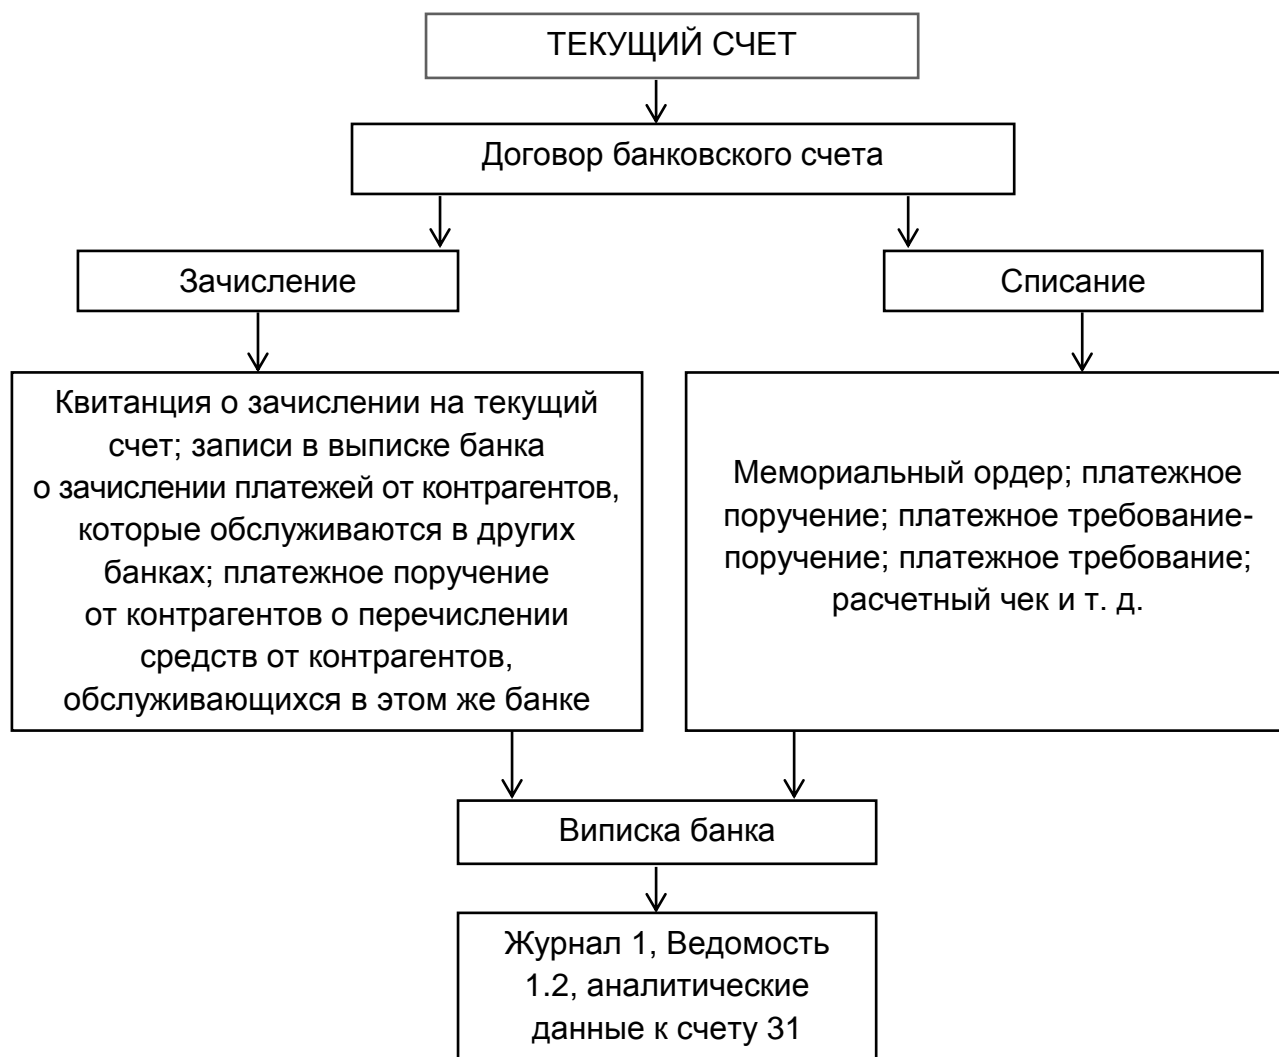 ТЕКУЩИЙ СЧЕТ
Договор банковского счета
Зачисление
Списание
Квитанция о зачислении на текущий
счет; записи в выписке банка
о зачислении платежей от контрагентов,
которые обслуживаются в других
банках; платежное поручение
от контрагентов о перечислении
средств от контрагентов,
обслуживающихся в этом же банке
Мемориальный ордер; платежное
поручение; платежное требование-
поручение; платежное требование;
расчетный чек и т. д.
Виписка банка
Журнал 1, Ведомость
1.2, аналитические
данные к счету 31